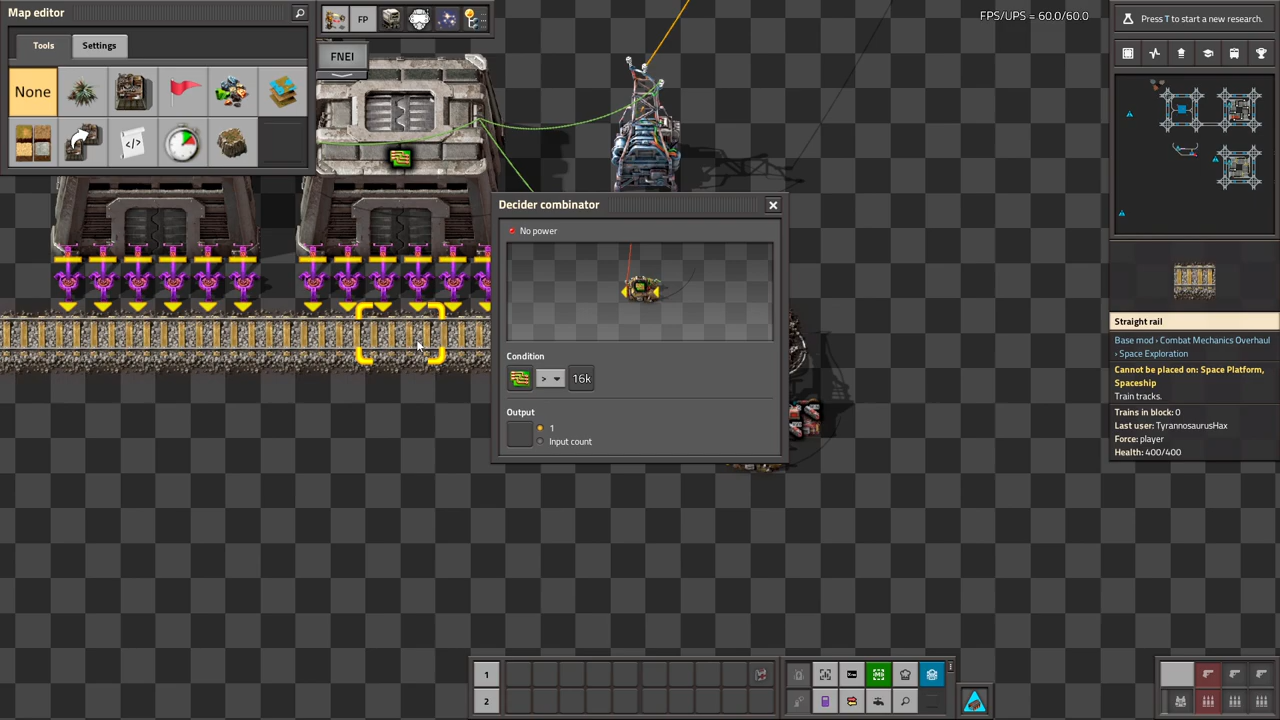 Map editor
Tools
Settings
None
</>
FP
FNEI
FPS/UPS = 60.0/60.0
Press T to start a new research.
Decider combinator
No power
Condition
>
16k
Output
1
Input count
Straight rail
Base mod › Combat Mechanics Overhaul
› Space Exploration
Cannot be placed on: Space Platform,
Spaceship
Train tracks.
Trains in block: 0
Last user: TyrannosaurusHax
Force: player
Health: 400/400
1
2